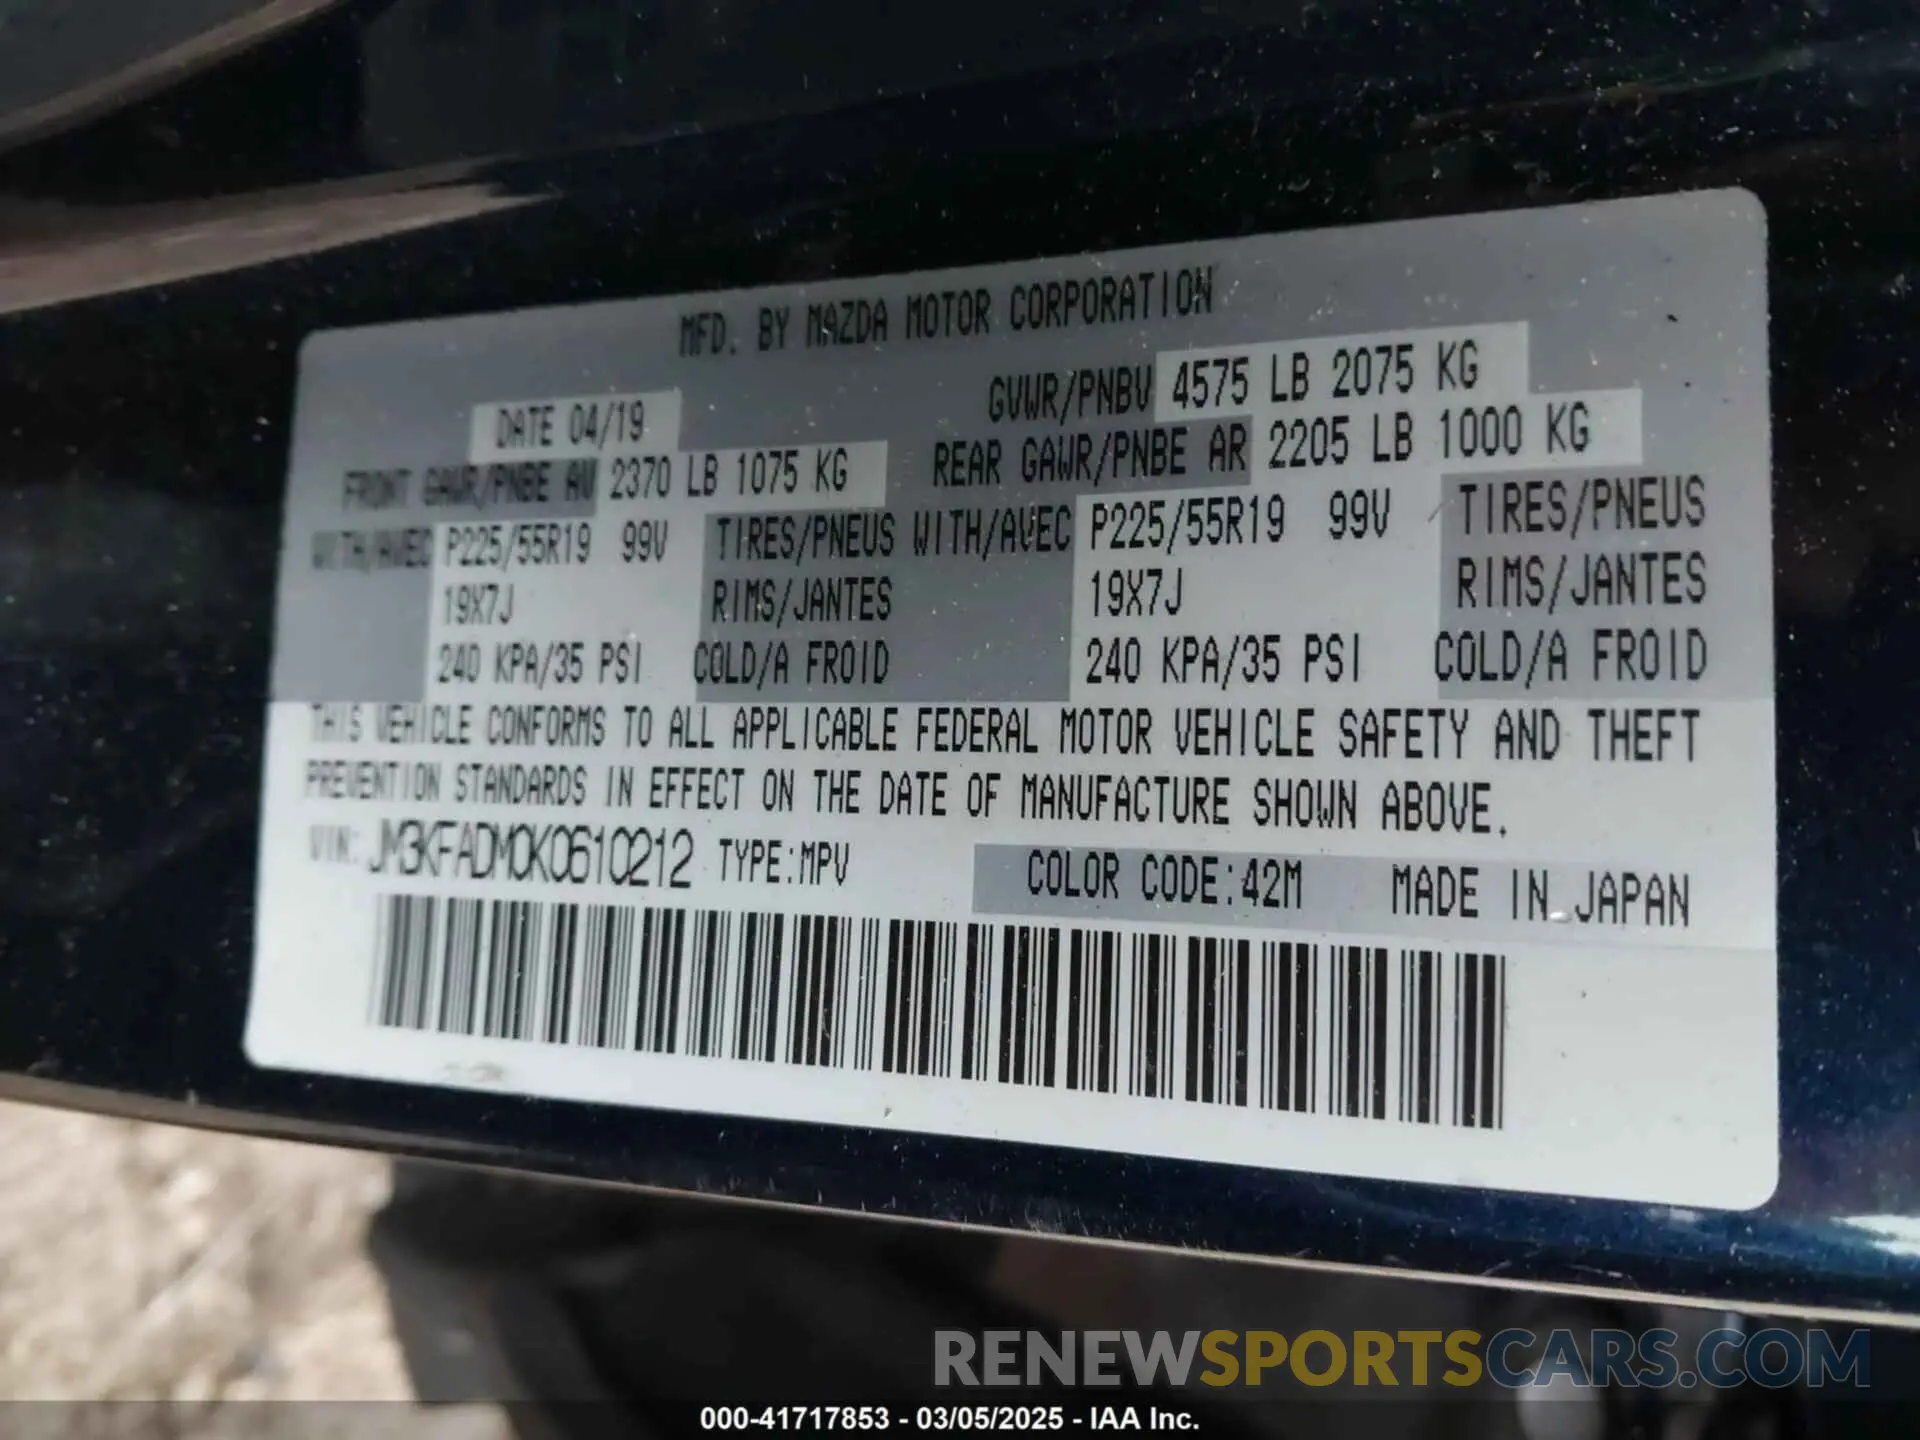 MFD. BY MAZDA MOTOR CORPORATION
DATE 04/19 GVWR/PNBV 4575 LB 2075 KG
FRONT GAWR/PNBE AV 2370 LB 1075 KG REAR GAWR/PNBE AR 2205 LB 1000 KG
WITH/AVEC P225/55R19 99V TIRES/PNEUS WITH/AVEC P225/55R19 99V TIRES/PNEUS
19X7J RIMS/JANTES 19X7J RIMS/JANTES
240 KPA/35 PSI COLD/A FROID 240 KPA/35 PSI COLD/A FROID
THIS VEHICLE CONFORMS TO ALL APPLICABLE FEDERAL MOTOR VEHICLE SAFETY AND THEFT
PREVENTION STANDARDS IN EFFECT ON THE DATE OF MANUFACTURE SHOWN ABOVE.
VIN: JM3KFADM0K0610212 TYPE:MPV COLOR CODE:42M MADE IN JAPAN
RENEWSPORTSCARS.COM
000-41717853 - 03/05/2025 - IAA Inc.